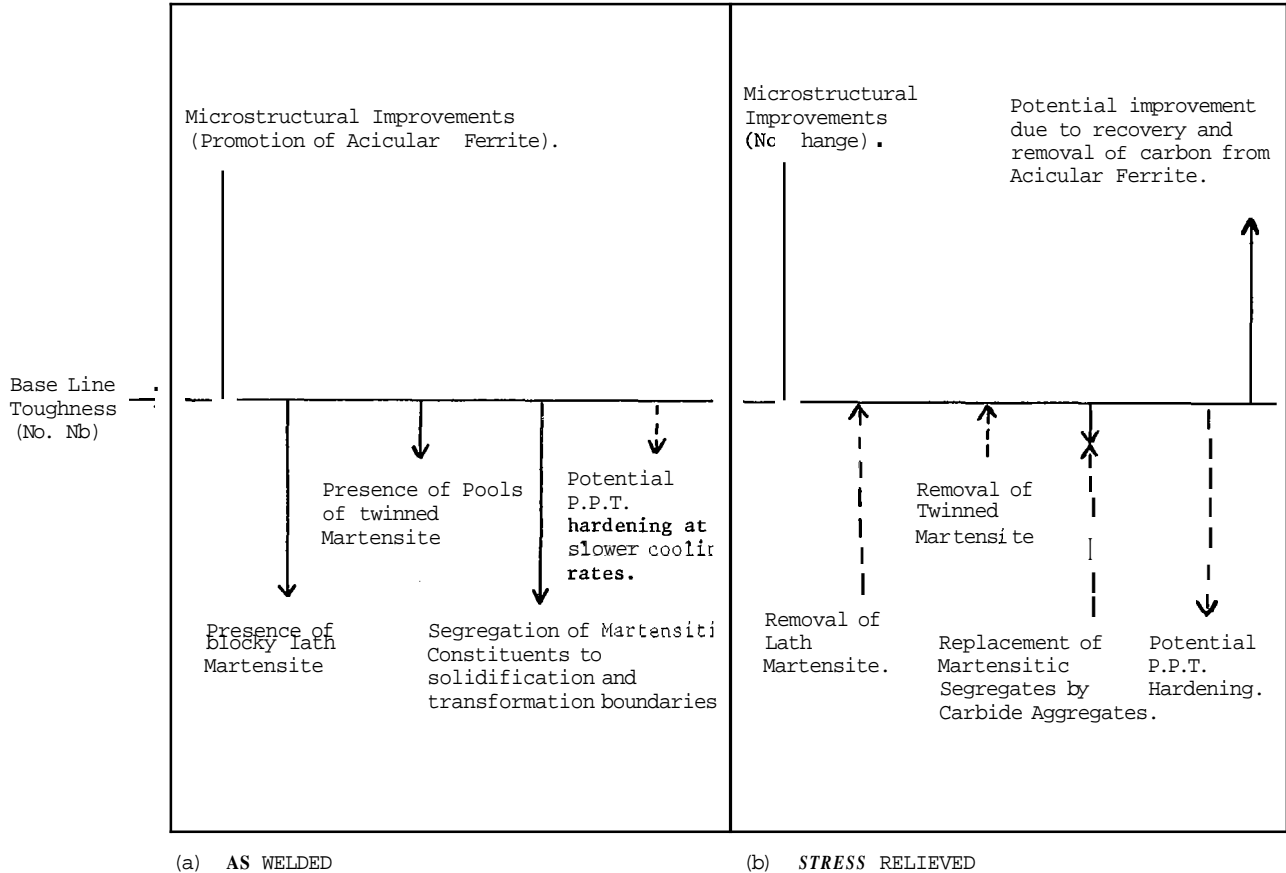 Microstructural Improvements
(Promotion of Acicular Ferrite).
Base Line
Toughness
(No. Nb)
Presence of Pools
of twinned
Martensite
Potential
P.P.T.
hardening at
slower coolin
rates.
Presence of
blocky lath
Martensite
Segregation of Martensiti
Constituents to
solidification and
transformation boundaries
(a) AS WELDED
Microstructural
Improvements
(No hange).
Potential improvement
due to recovery and
removal of carbon from
Acicular Ferrite.
Removal of
Twinned
Martensite
Removal of
Lath
Martensite.
Replacement of
Martensitic
Segregates by
Carbide Aggregates.
Potential
P.P.T.
Hardening.
(b) STRESS RELIEVED